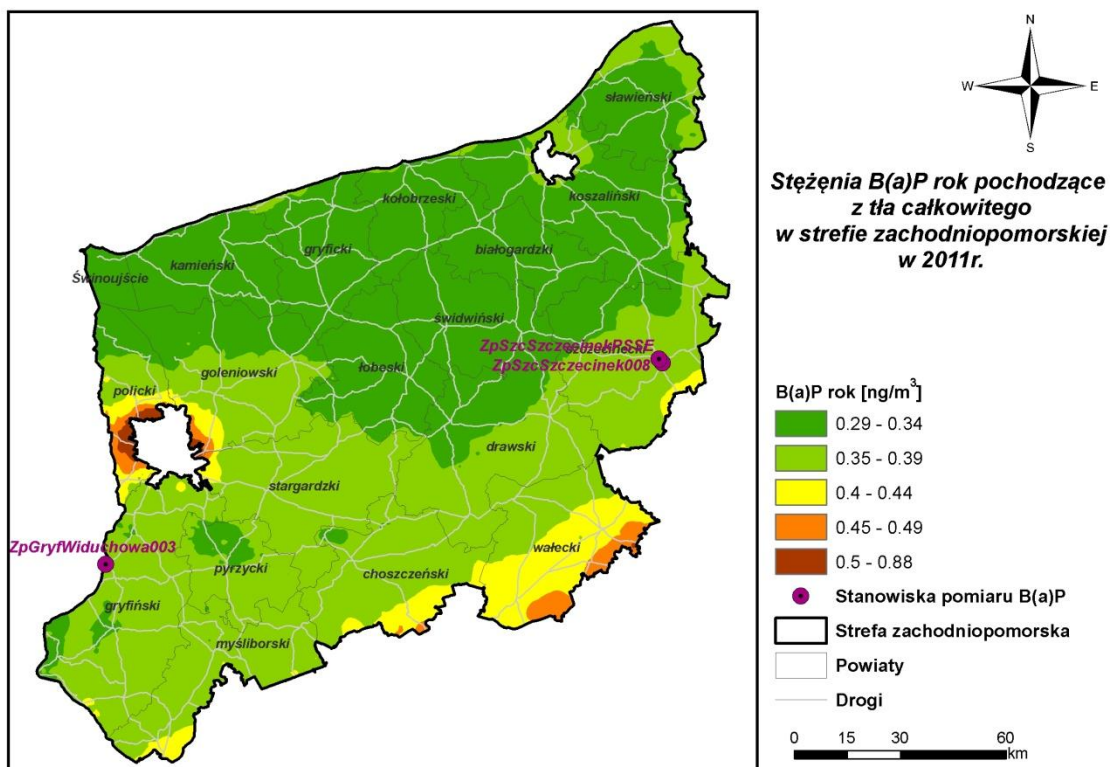 N
W
E
S
Stężenia B(a)P rok pochodzące
z tła całkowitego
w strefie zachodniopomorskiej
w 2011r.
sławieński
kołobrzeski
koszaliński
gryficki
białogardzki
kamieński
Świnoujście
świdwiński
ZpSzcSzczecinekPSSE
szczecinecki
ZpSzcSzczecinek008
łobeski
goleniowski
policki
drawski
stargardzki
wałecki
ZpGryfWiduchowa003
pyrzycki
choszczeński
gryfiński
myśliborski
B(a)P rok [ng/m³]
0.29 - 0.34
0.35 - 0.39
0.4 - 0.44
0.45 - 0.49
0.5 - 0.88
Stanowiska pomiaru B(a)P
Strefa zachodniopomorska
Powiaty
Drogi
0 15 30 60
km